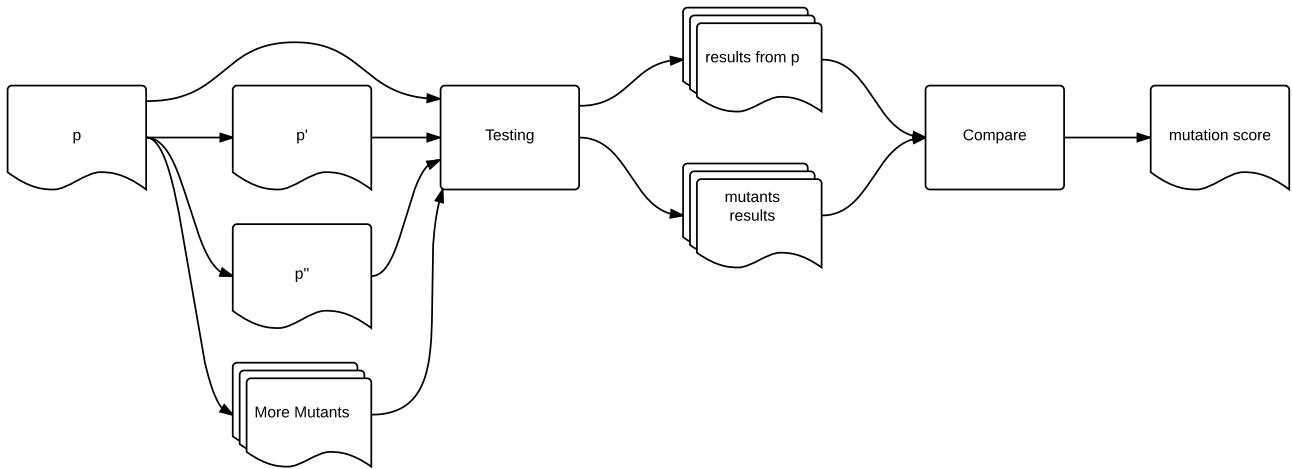 p
p'
p"
More Mutants
Testing
results from p
mutants
results
Compare
mutation score